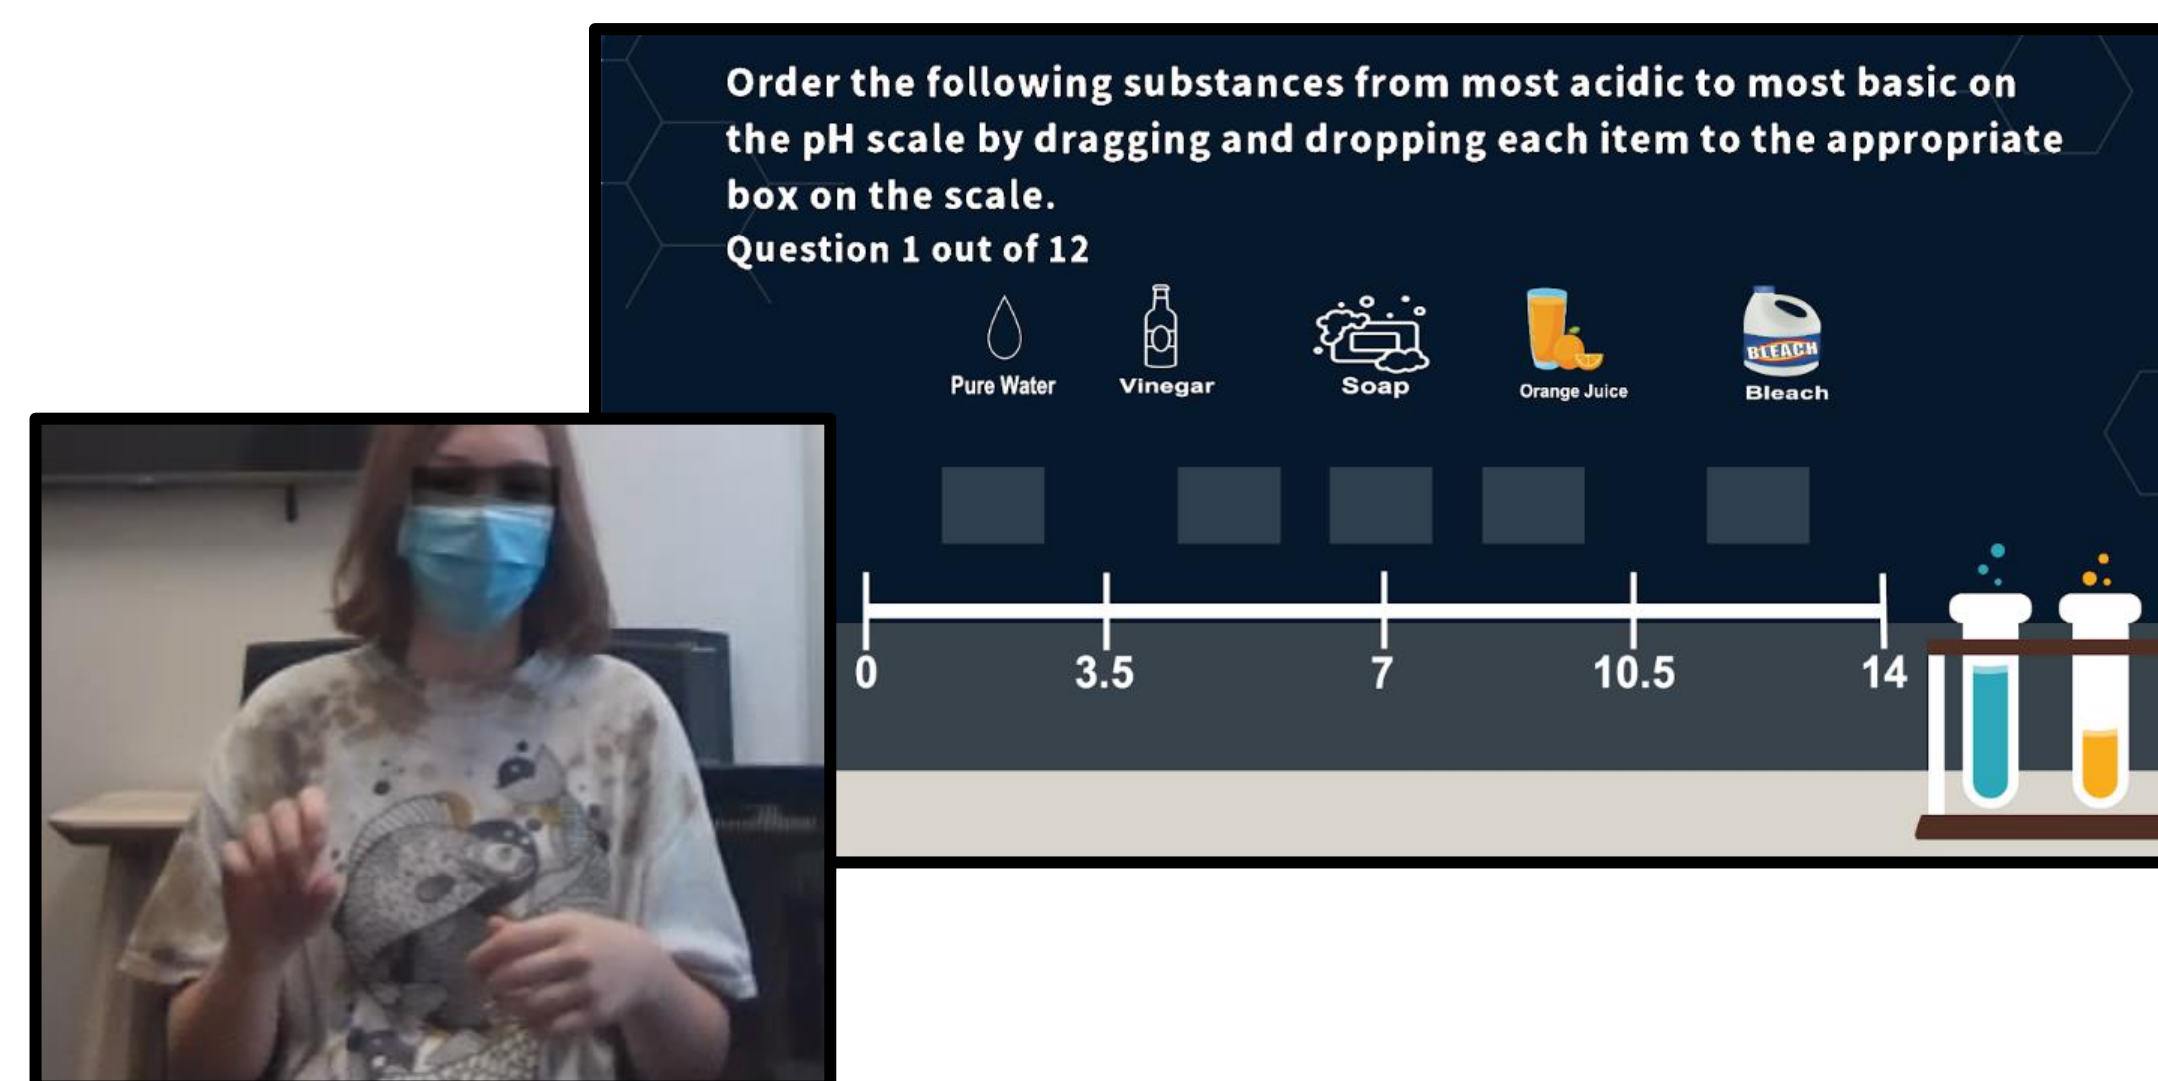 Order the following substances from most acidic to most basic on
the pH scale by dragging and dropping each item to the appropriate
box on the scale.
Question 1 out of 12
BLEACH
Pure Water Vinegar Soap Orange Juice Bleach
0 3.5 7 10.5 14